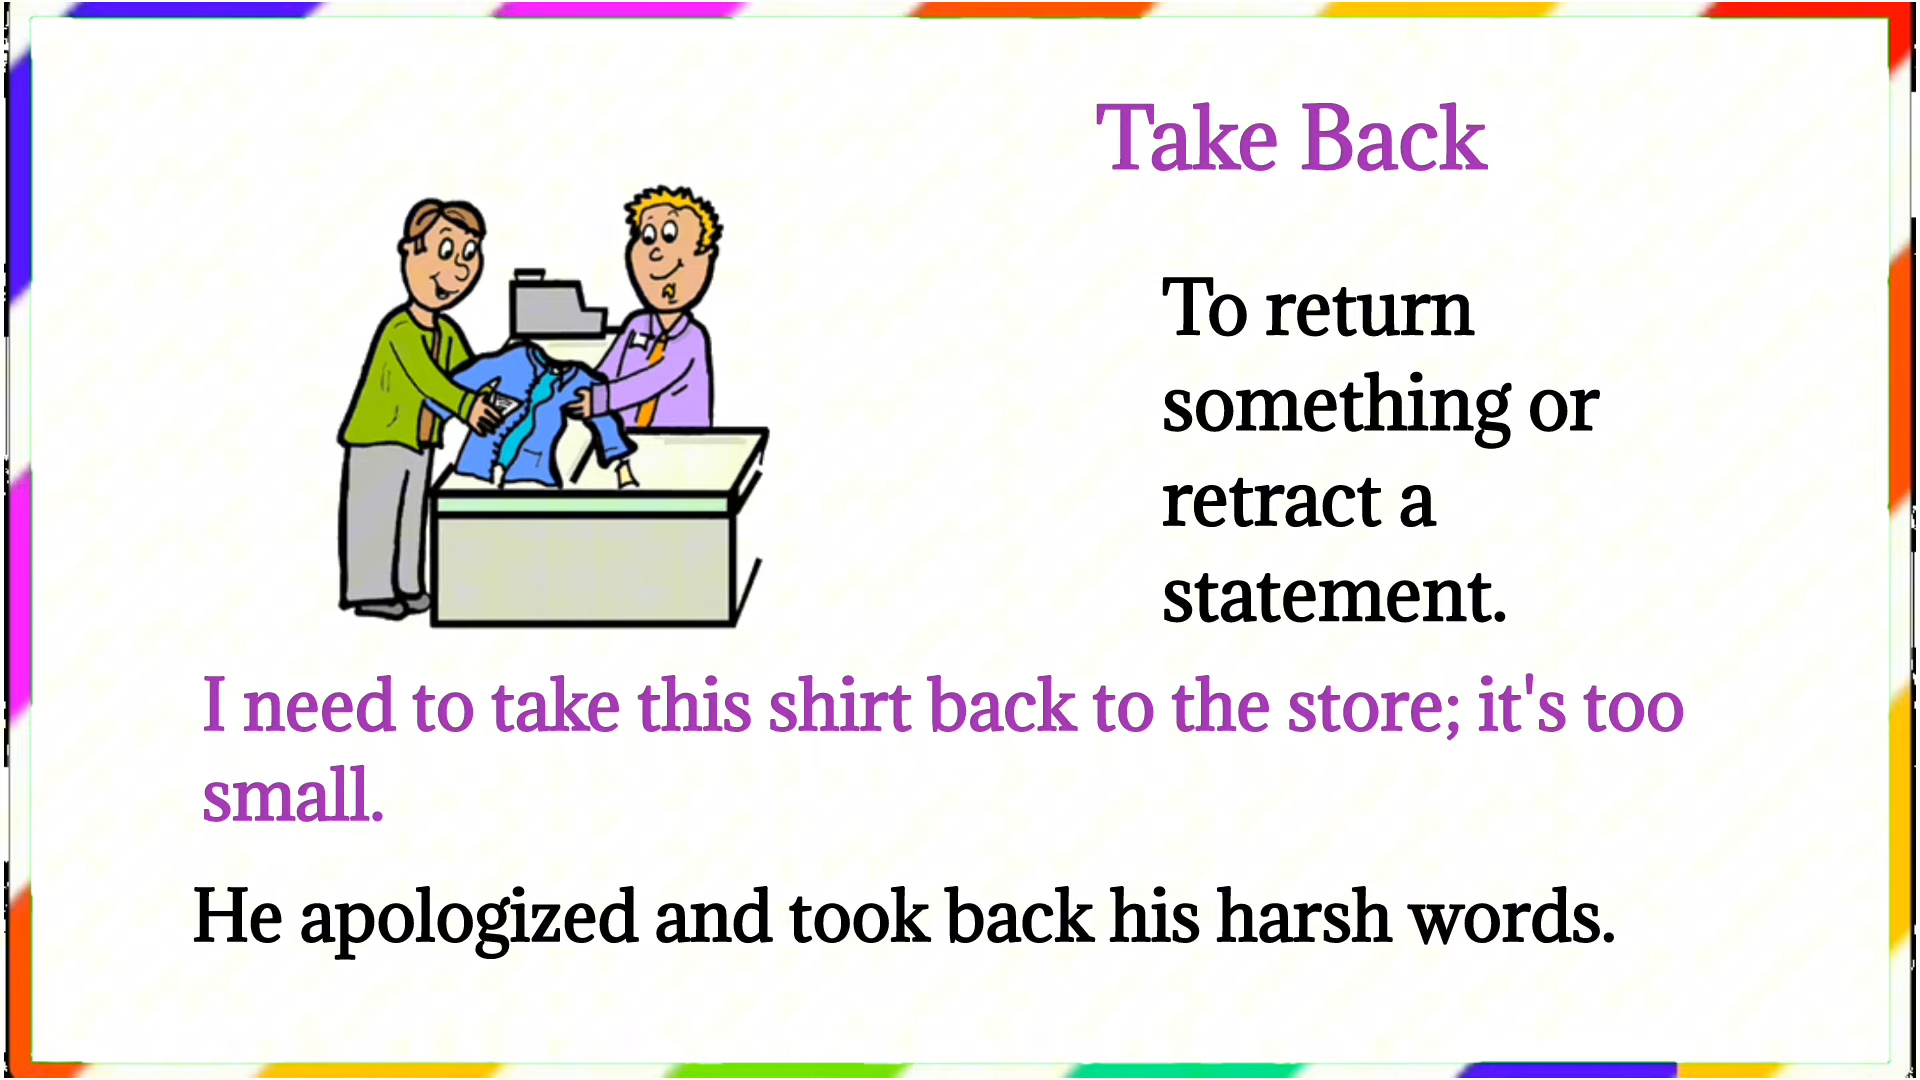 Take Back
To return
something or
retract a
statement.
I need to take this shirt back to the store; it's too
small.
He apologized and took back his harsh words.